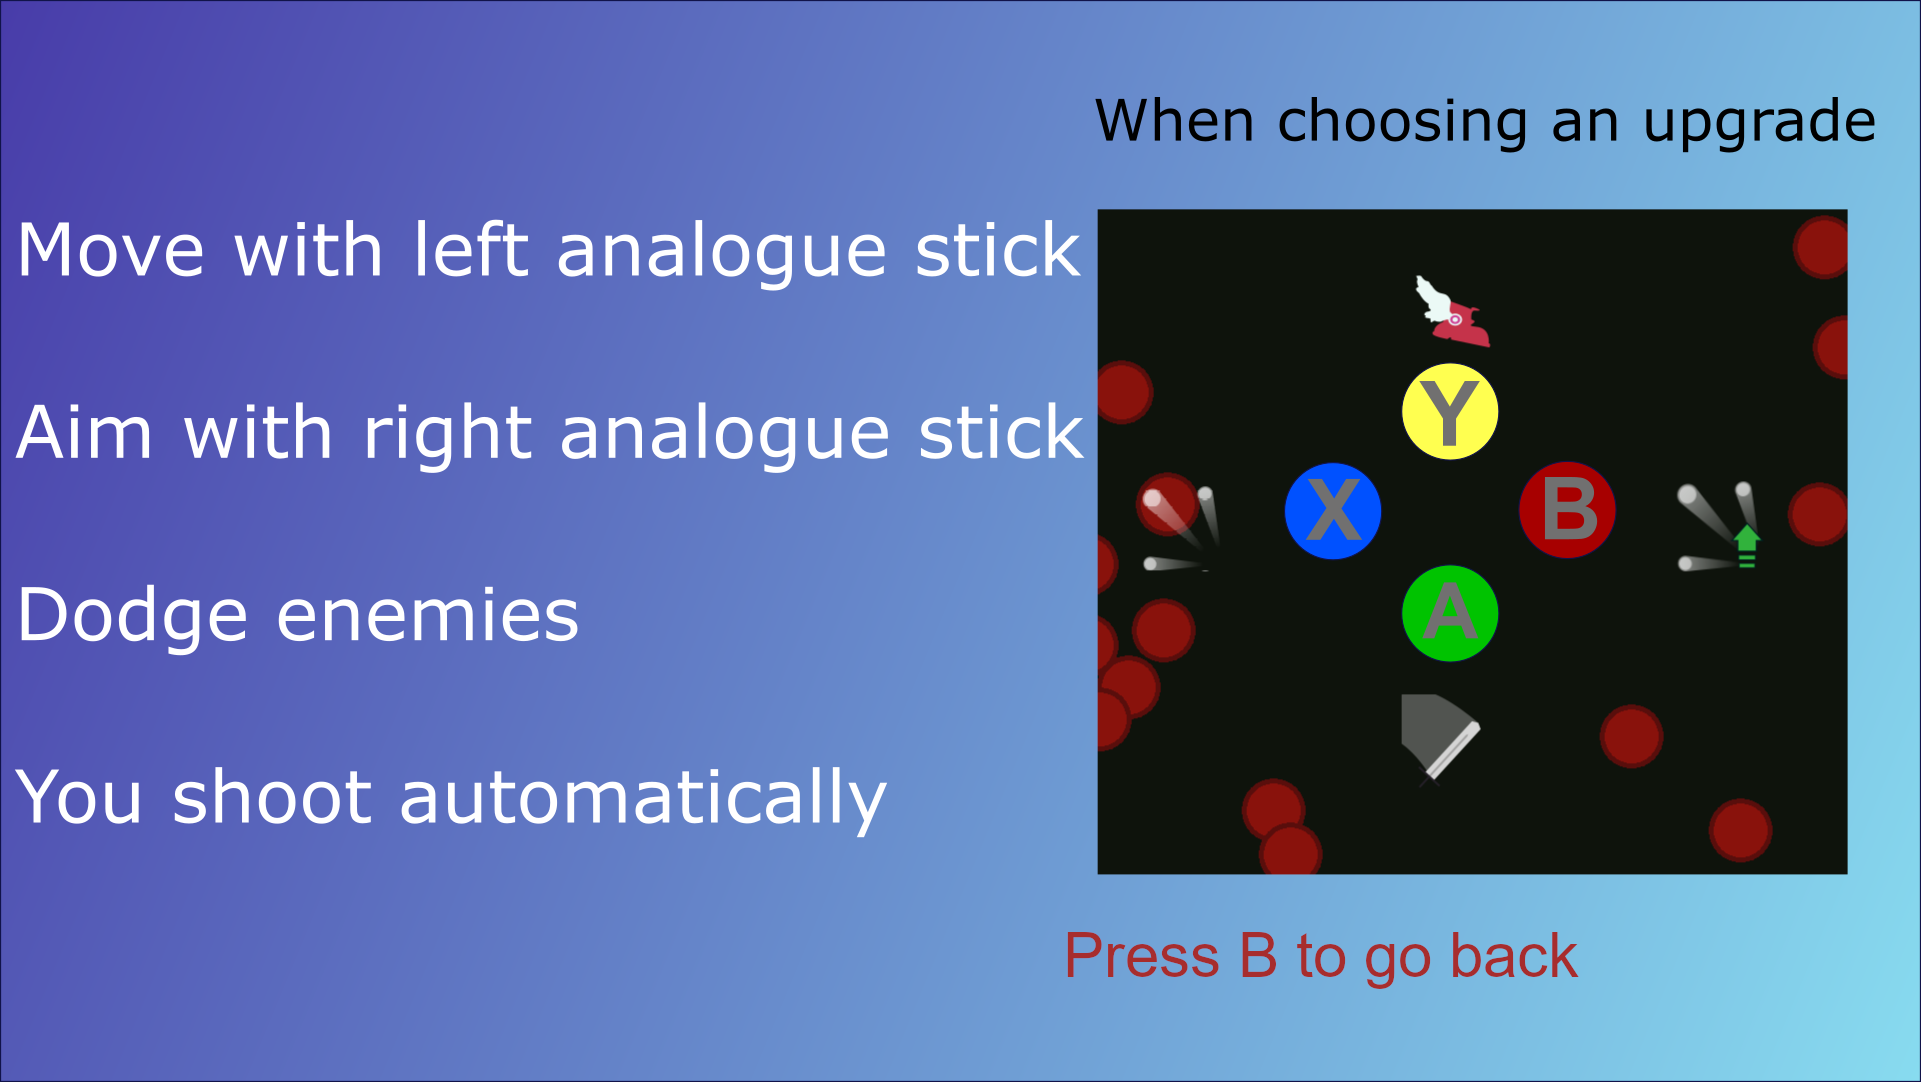 When choosing an upgrade
Move with left analogue stick
Aim with right analogue stick
Dodge enemies
You shoot automatically
Y
X
B
A
Press B to go back